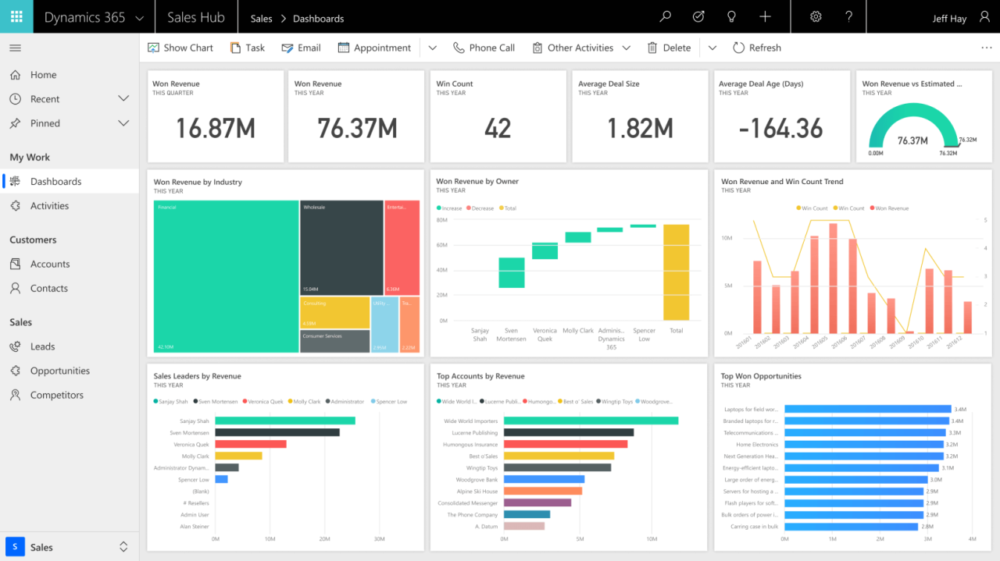 Dynamics 365
Sales Hub
Sales > Dashboards
Jeff Hay
Show Chart
Task
Email
Appointment
Phone Call
Other Activities
Delete
Refresh
Home
Recent
Pinned
My Work
Dashboards
Activities
Customers
Accounts
Contacts
Sales
Leads
Opportunities
Competitors
S Sales
Won Revenue
THIS QUARTER
16.87M
Won Revenue
THIS YEAR
76.37M
Win Count
THIS YEAR
42
Average Deal Size
THIS YEAR
1.82M
Average Deal Age (Days)
THIS YEAR
-164.36
Won Revenue vs Estimated ...
THIS YEAR
76.37M
76.32M
0.00M
76.32M
Won Revenue by Industry
THIS YEAR
Financial
42.10M
Wholesale
15.04M
Entertai...
6.36M
Consulting
Consumer Services
Utility ...
2.95M
Tra...
2.22M
Won Revenue by Owner
THIS YEAR
Increase Decrease Total
80M
60M
40M
20M
0M
Sanjay Shah
Sven Mortensen
Veronica Quek
Molly Clark
Adminis... Dynamics 365
Spencer Low
Total
Won Revenue and Win Count Trend
THIS YEAR
Win Count Win Count Won Revenue
10M
5M
0M
5
4
3
2
1
201601
201602
201603
201604
201605
201606
201607
201608
201609
201610
201611
201612
Sales Leaders by Revenue
THIS YEAR
Sanjay Shah Sven Mortensen Veronica Quek Molly Clark Administrator Spencer Low
Sanjay Shah
Sven Mortensen
Veronica Quek
Molly Clark
Administrator Dynam...
Spencer Low
(Blank)
# Resellers
Admin User
Alan Steiner
0M 10M 20M 30M
Top Accounts by Revenue
THIS YEAR
Wide World I... Lucerne Publi... Humongo... Best o' Sales Wingtip Toys Woodgrove...
Wide World Importers
Lucerne Publishing
Humongous Insurance
Best o'Sales
Wingtip Toys
Woodgrove Bank
Alpine Ski House
Consolidated Messenger
The Phone Company
A. Datum
0M 5M 10M
Top Won Opportunities
THIS YEAR
Laptops for field wor... 3.4M
Branded laptops for r... 3.4M
Telecommunications ... 3.3M
Home Electronics 3.2M
Next Generation Hea... 3.2M
Energy-efficient lapto... 3.1M
Large order of energ... 3.0M
Servers for hosting a ... 2.9M
Flash players for soft... 2.9M
Bulk orders of power i... 2.9M
Carring case in bulk 2.8M
0M 1M 2M 3M 4M